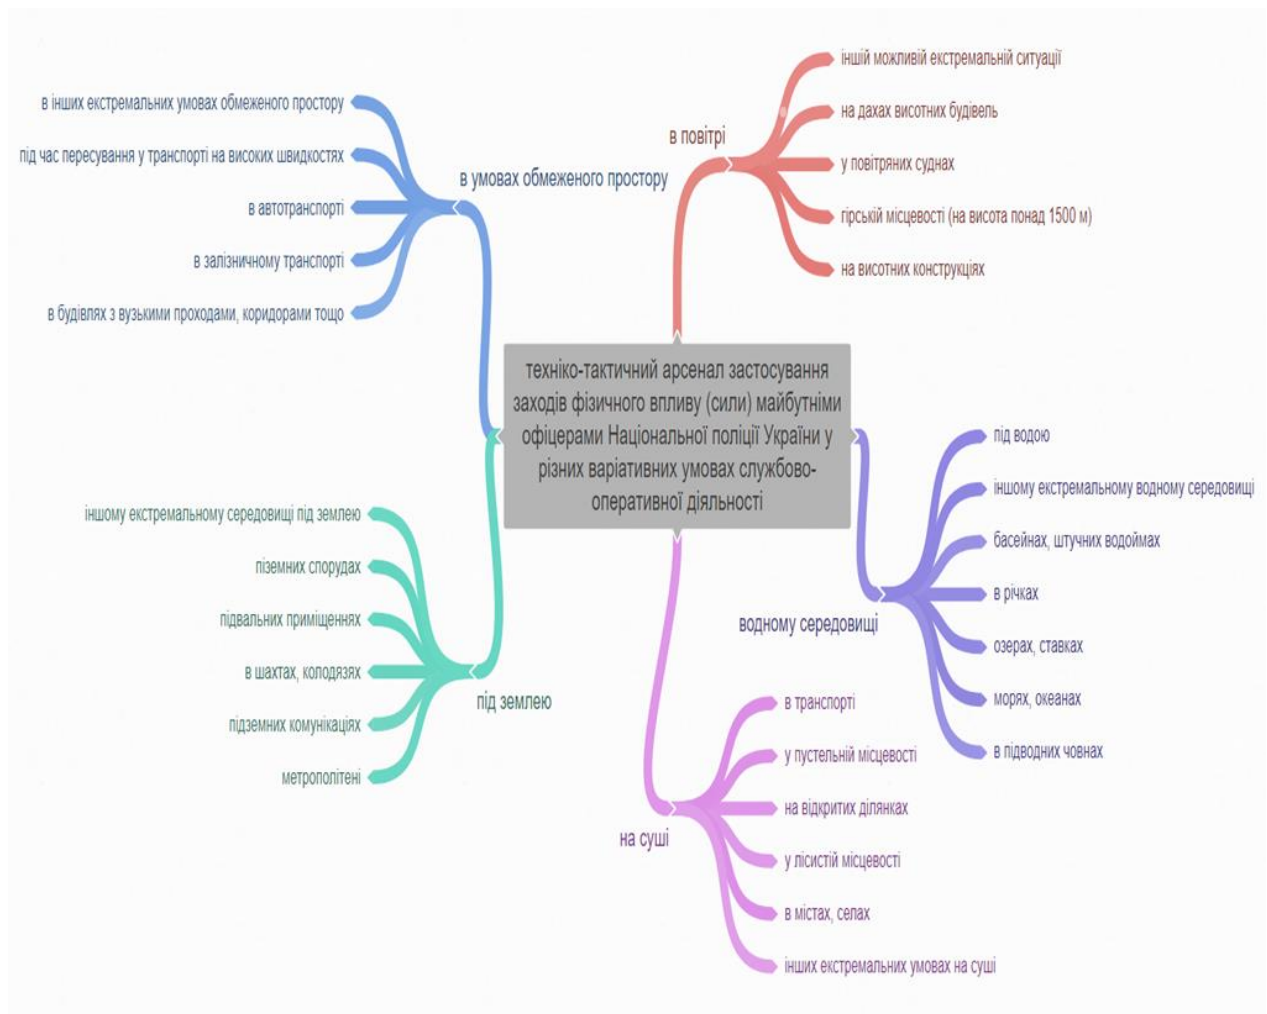 в інших екстремальних умовах обмеженого простору
під час пересування у транспорті на високих швидкостях
в автотранспорті
в залізничному транспорті
в будівлях з вузькими проходами, коридорами тощо
в умовах обмеженого простору
в повітрі
іншій можливій екстремальній ситуації
на дахах висотних будівель
у повітряних суднах
гірській місцевості (на висота понад 1500 м)
на висотних конструкціях
техніко-тактичний арсенал застосування
заходів фізичного впливу (сили) майбутніми
офіцерами Національної поліції України у
різних варіативних умовах службово-
оперативної діяльності
іншому екстремальному середовищі під землею
піземних спорудах
підвальних приміщеннях
в шахтах, колодязях
підземних комунікаціях
метрополітені
під землею
водному середовищі
під водою
іншому екстремальному водному середовищі
басейнах, штучних водоймах
в річках
озерах, ставках
морях, океанах
в підводних човнах
на суші
в транспорті
у пустельній місцевості
на відкритих ділянках
у лісистій місцевості
в містах, селах
інших екстремальних умовах на суші